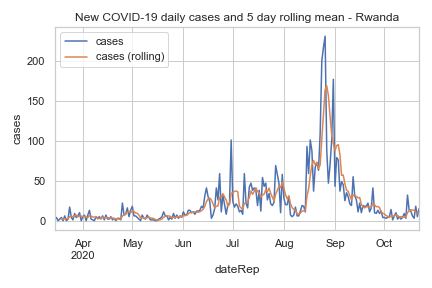 New COVID-19 daily cases and 5 day rolling mean - Rwanda
cases
cases (rolling)
200
150
100
50
0
cases
Apr May Jun Jul Aug Sep Oct
2020
dateRep